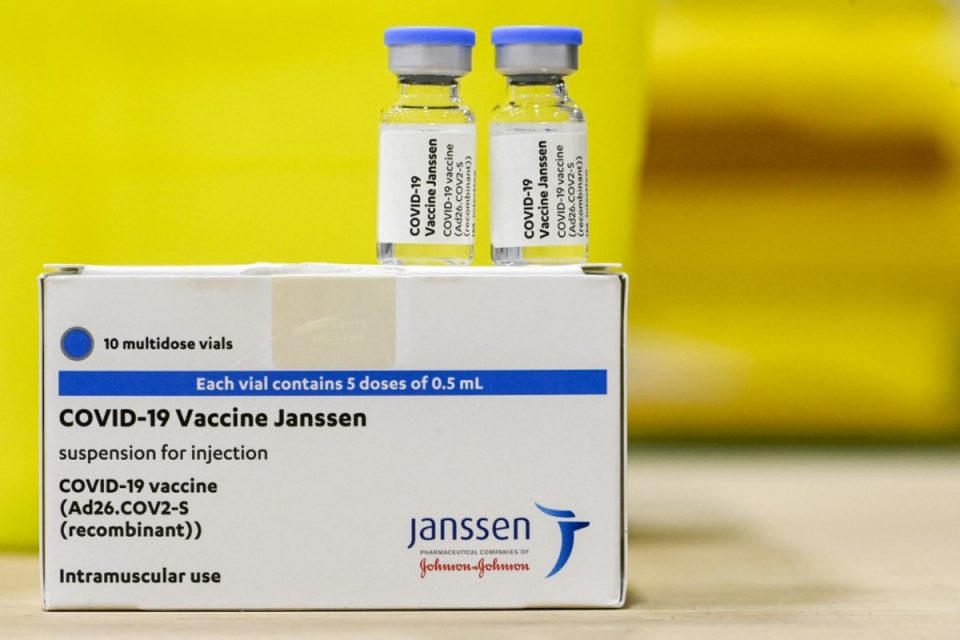 COVID-19
Vaccine Janssen
COVID-19 vaccine
(Ad26.COV2-S
(recombinant))
COVID-19
Vaccine Janssen
COVID-19 vaccine
(Ad26.COV2-S
(recombinant))
10 multidose vials
Each vial contains 5 doses of 0.5 mL
COVID-19 Vaccine Janssen
suspension for injection
COVID-19 vaccine
(Ad26.COV2-S
(recombinant))
Intramuscular use
janssen
PHARMACEUTICAL COMPANIES OF
Johnson&Johnson